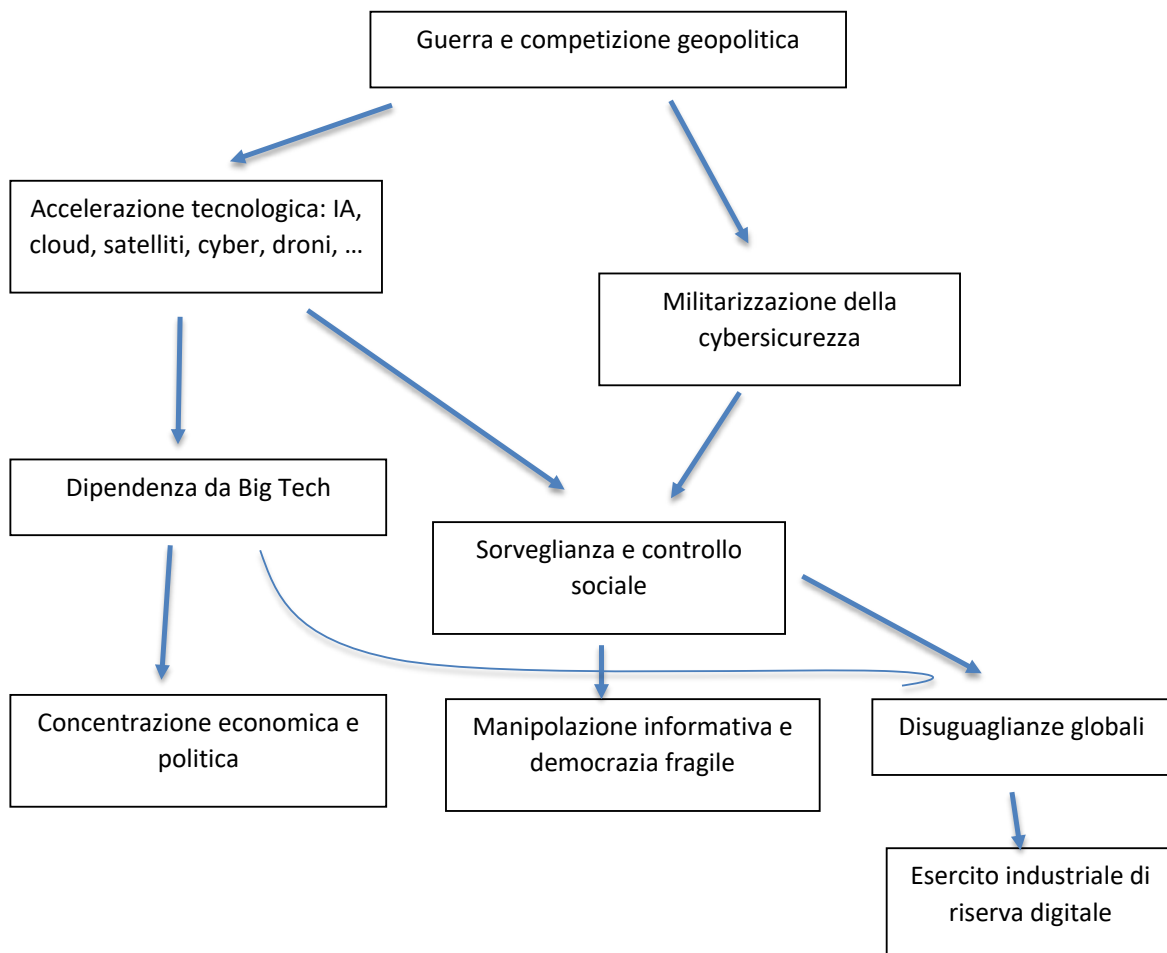 Guerra e competizione geopolitica
Accelerazione tecnologica: IA,
cloud, satelliti, cyber, droni, …
Militarizzazione della
cybersicurezza
Dipendenza da Big Tech
Sorveglianza e controllo
sociale
Concentrazione economica e
politica
Manipolazione informativa e
democrazia fragile
Disuguaglianze globali
Esercito industriale di
riserva digitale